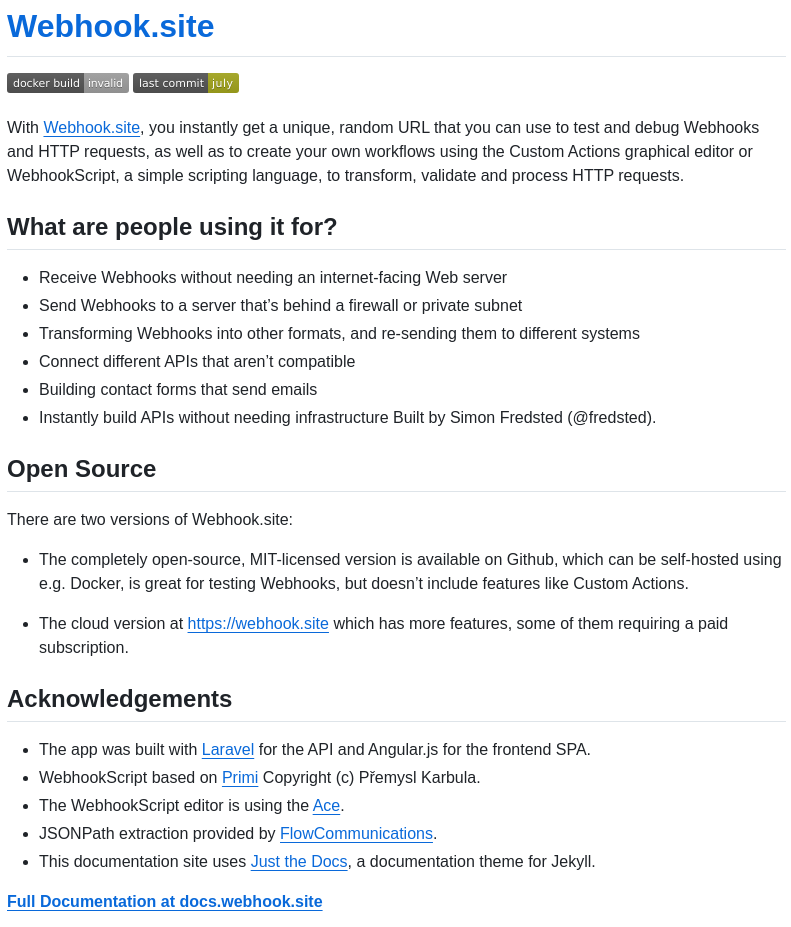 Webhook.site
docker build invalid last commit july
With Webhook.site, you instantly get a unique, random URL that you can use to test and debug Webhooks
and HTTP requests, as well as to create your own workflows using the Custom Actions graphical editor or
WebhookScript, a simple scripting language, to transform, validate and process HTTP requests.
What are people using it for?
Receive Webhooks without needing an internet-facing Web server
Send Webhooks to a server that’s behind a firewall or private subnet
Transforming Webhooks into other formats, and re-sending them to different systems
Connect different APIs that aren’t compatible
Building contact forms that send emails
Instantly build APIs without needing infrastructure Built by Simon Fredsted (@fredsted).
Open Source
There are two versions of Webhook.site:
The completely open-source, MIT-licensed version is available on Github, which can be self-hosted using
e.g. Docker, is great for testing Webhooks, but doesn’t include features like Custom Actions.
The cloud version at https://webhook.site which has more features, some of them requiring a paid
subscription.
Acknowledgements
The app was built with Laravel for the API and Angular.js for the frontend SPA.
WebhookScript based on Primi Copyright (c) Přemysl Karbula.
The WebhookScript editor is using the Ace.
JSONPath extraction provided by FlowCommunications.
This documentation site uses Just the Docs, a documentation theme for Jekyll.
Full Documentation at docs.webhook.site